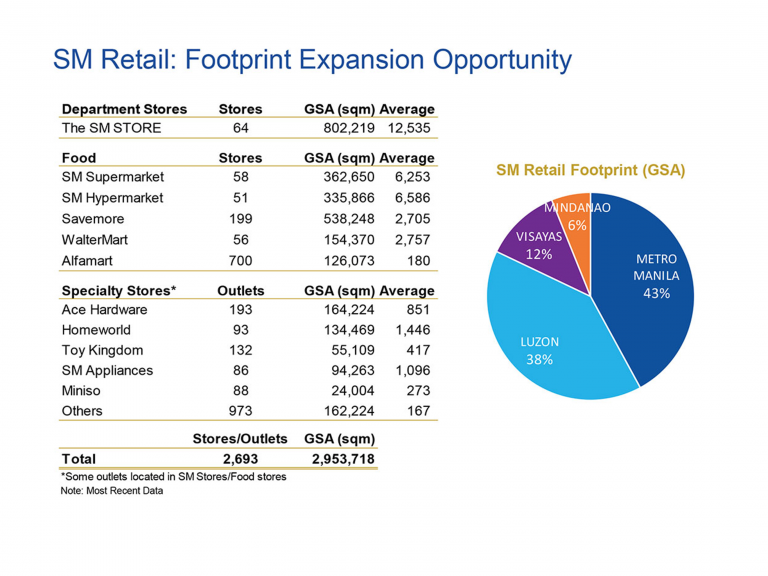 SM Retail: Footprint Expansion Opportunity
Department Stores Stores GSA (sqm) Average
The SM STORE 64 802,219 12,535
Food Stores GSA (sqm) Average
SM Supermarket 58 362,650 6,253
SM Hypermarket 51 335,866 6,586
Savemore 199 538,248 2,705
WalterMart 56 154,370 2,757
Alfamart 700 126,073 180
Specialty Stores* Outlets GSA (sqm) Average
Ace Hardware 193 164,224 851
Homeworld 93 134,469 1,446
Toy Kingdom 132 55,109 417
SM Appliances 86 94,263 1,096
Miniso 88 24,004 273
Others 973 162,224 167
Stores/Outlets GSA (sqm)
Total 2,693 2,953,718
*Some outlets located in SM Stores/Food stores
Note: Most Recent Data
SM Retail Footprint (GSA)
MINDANAO
6%
VISAYAS
12%
METRO
MANILA
43%
LUZON
38%